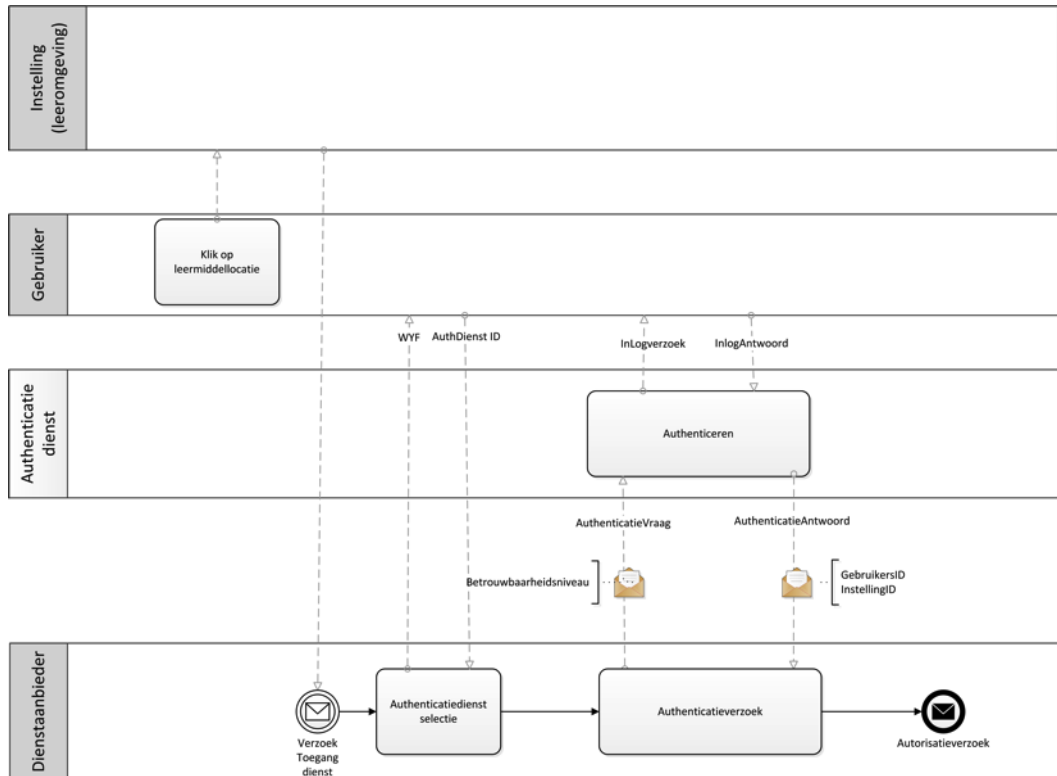 Instelling
(leeromgeving)
Gebruiker
Klik op
leermiddellocatie
WYF
AuthDienst ID
InLogverzoek
InlogAntwoord
Authenticatie
dienst
Authenticeren
AuthenticatieVraag
AuthenticatieAntwoord
Betrouwbaarheidsniveau
GebruikersID
InstellingID
Dienstaanbieder
Verzoek
Toegang
dienst
Authenticatiedienst
selectie
Authenticatieverzoek
Autorisatieverzoek